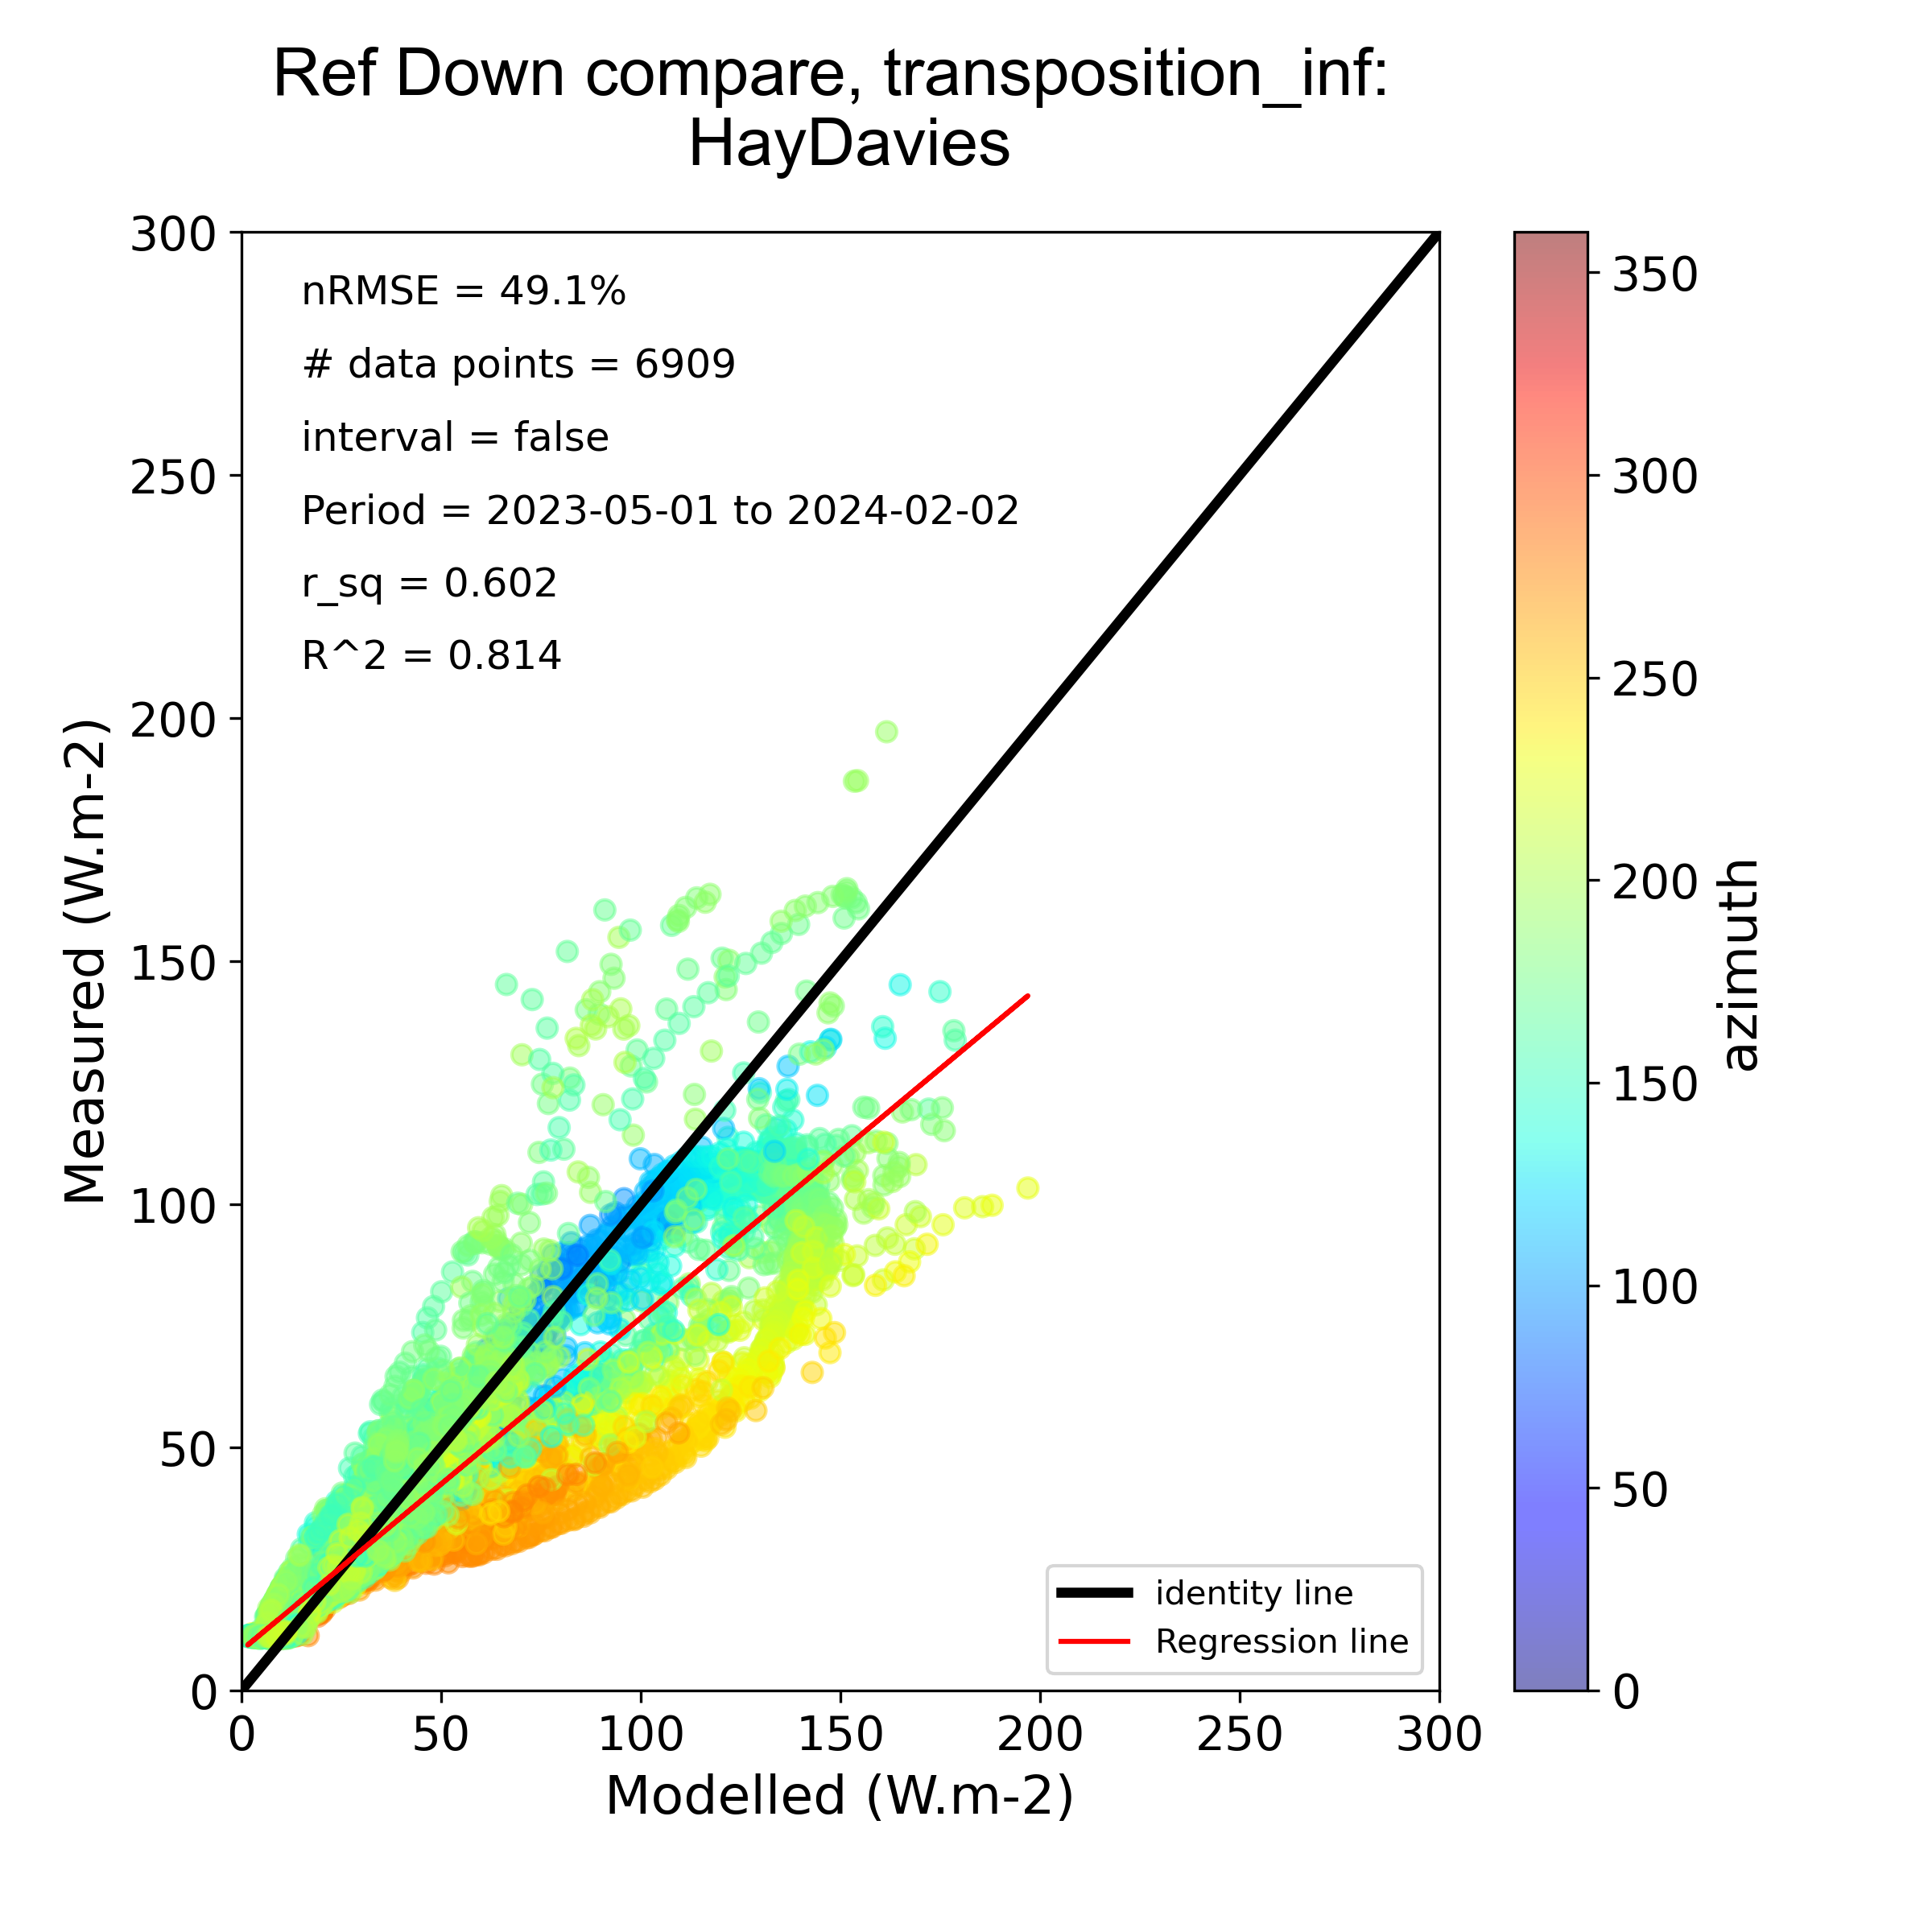 Ref Down compare, transposition_inf:
HayDavies
nRMSE = 49.1%
# data points = 6909
interval = false
Period = 2023-05-01 to 2024-02-02
r_sq = 0.602
R^2 = 0.814
300
250
200
150
100
50
0
Measured (W.m-2)
0 50 100 150 200 250 300
Modelled (W.m-2)
identity line
Regression line
350
300
250
200
150
100
50
0
azimuth